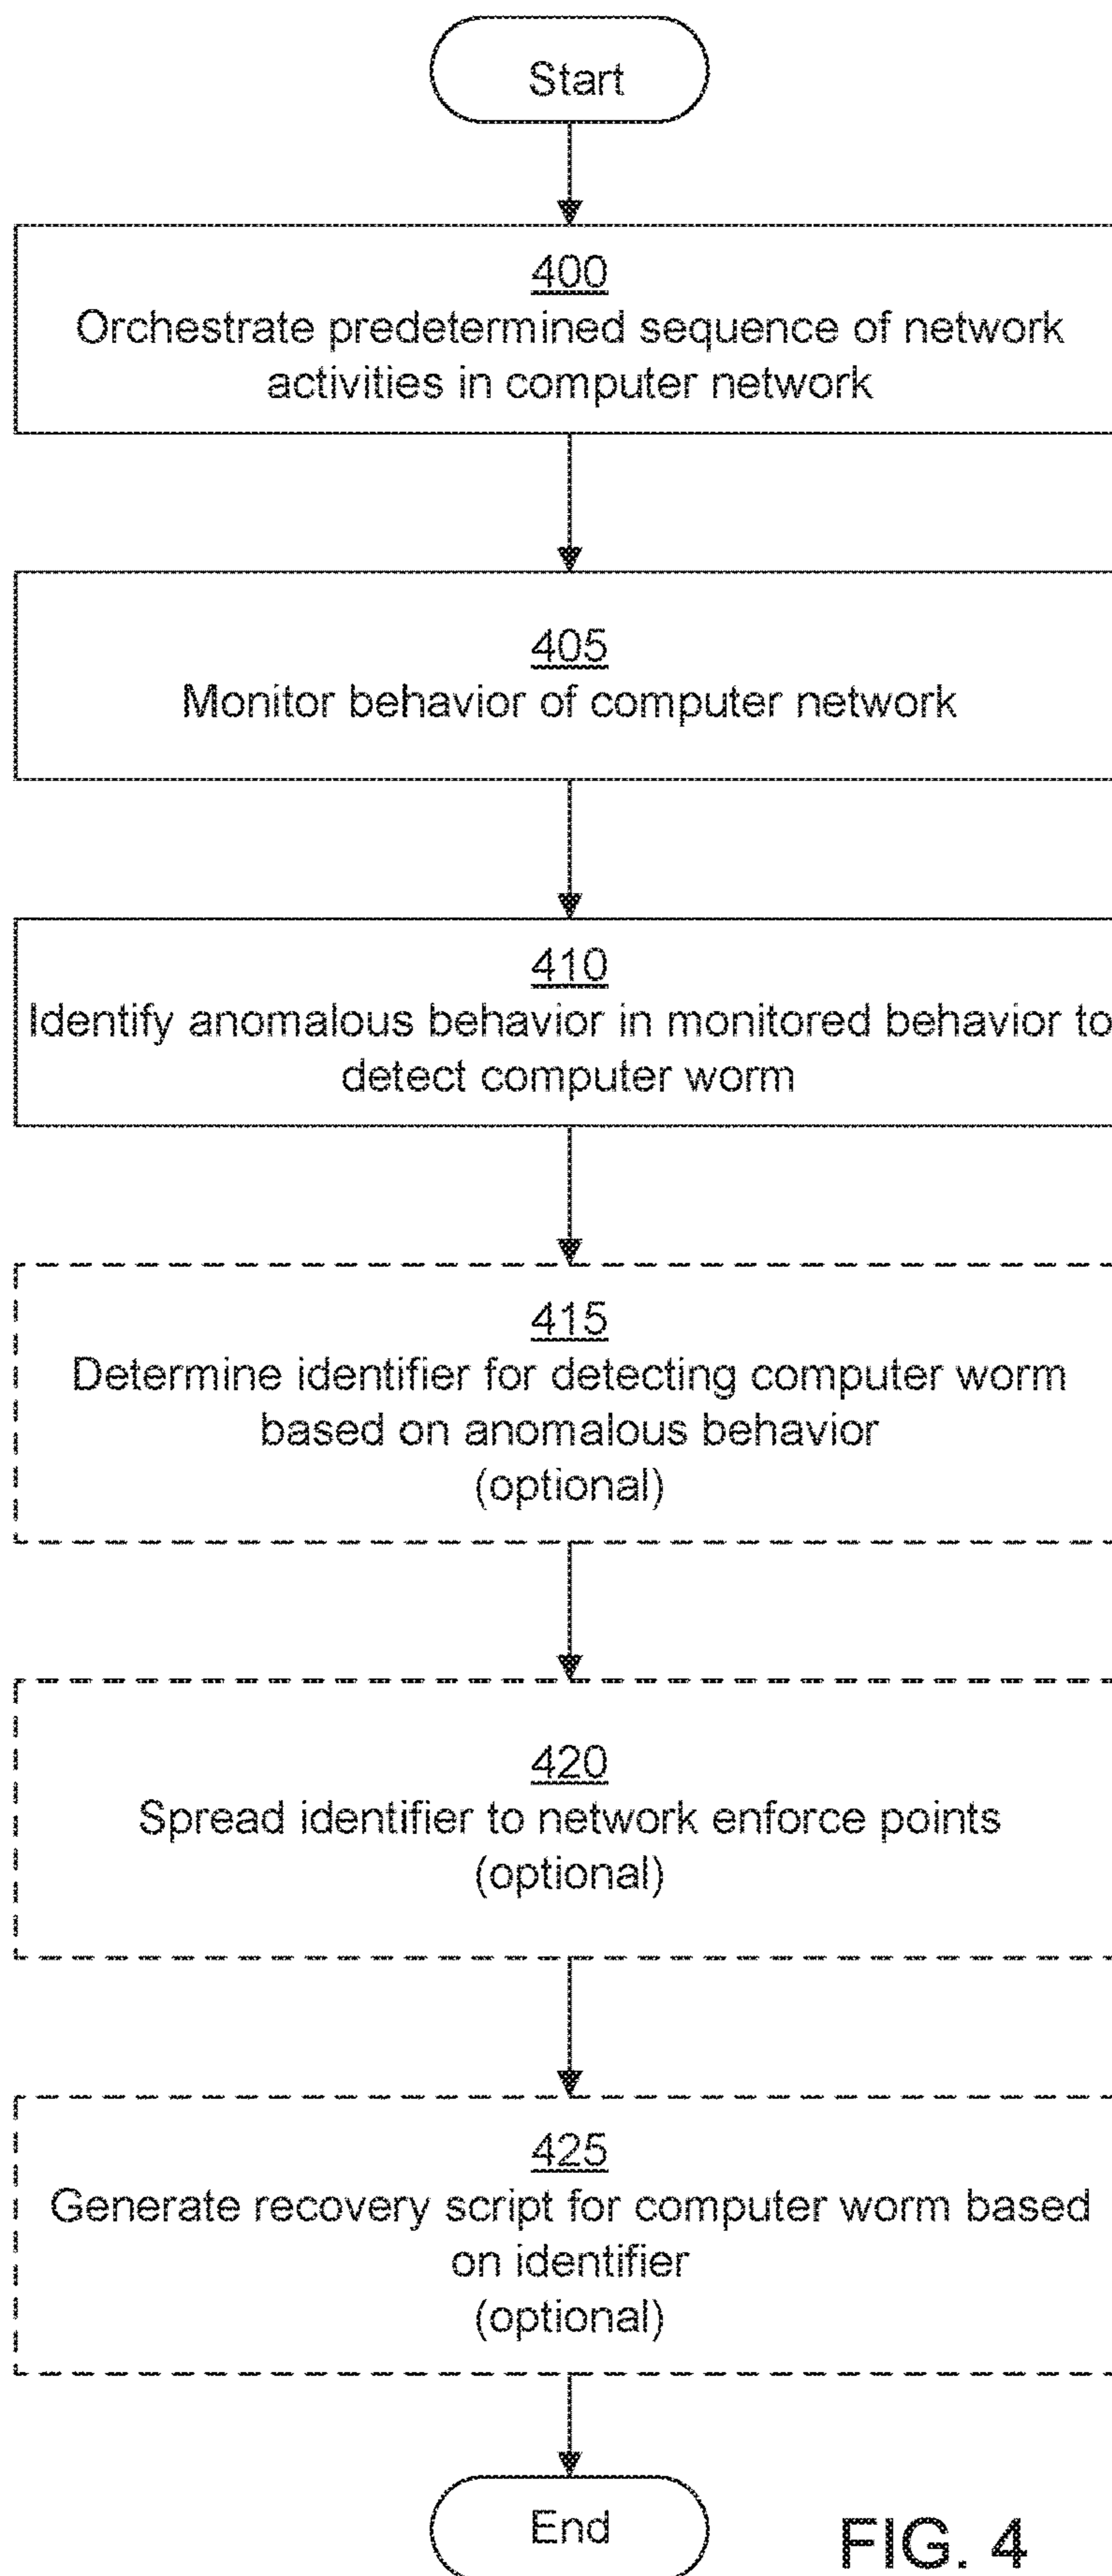 Start
400
Orchestrate predetermined sequence of network
activities in computer network
405
Monitor behavior of computer network
410
Identify anomalous behavior in monitored behavior to
detect computer worm
415
Determine identifier for detecting computer worm
based on anomalous behavior
(optional)
420
Spread identifier to network enforce points
(optional)
425
Generate recovery script for computer worm based
on identifier
(optional)
End
FIG. 4